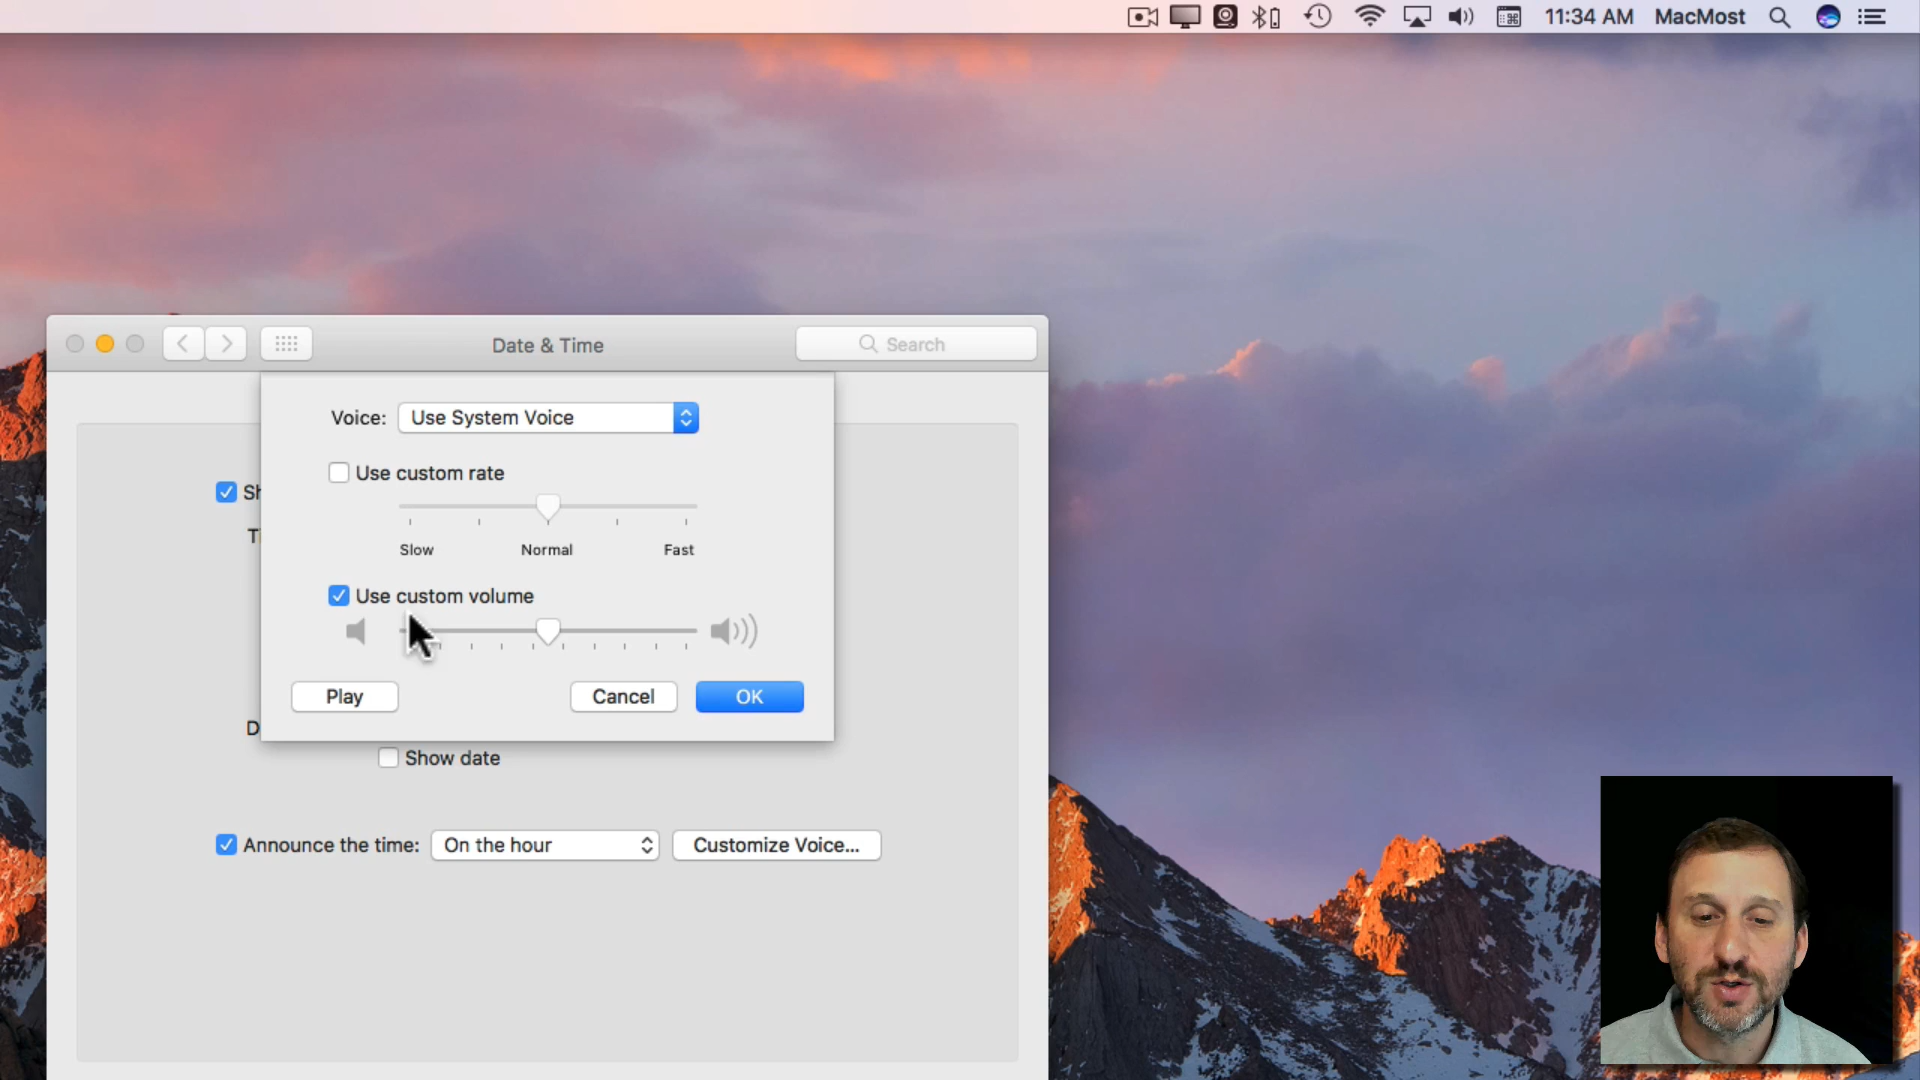 11:34 AM MacMost
Date & Time
Search
Voice: Use System Voice
Use custom rate
Slow Normal Fast
Use custom volume
Play Cancel OK
Show date
Announce the time: On the hour Customize Voice...